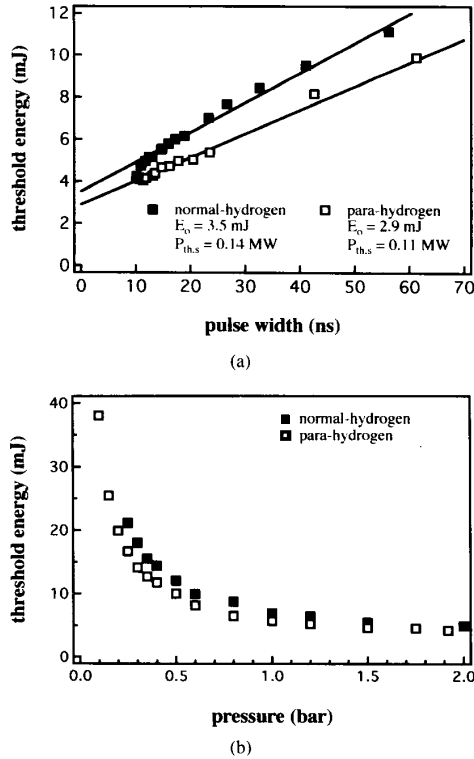 12
10
8
6
4
2
0
threshold energy (mJ)
normal-hydrogen
E₀ = 3.5 mJ
P_th.s = 0.14 MW
para-hydrogen
E₀ = 2.9 mJ
P_th.s = 0.11 MW
0 10 20 30 40 50 60 70
pulse width (ns)
(a)
40
30
20
10
0
threshold energy (mJ)
normal-hydrogen
para-hydrogen
0.0 0.5 1.0 1.5 2.0
pressure (bar)
(b)